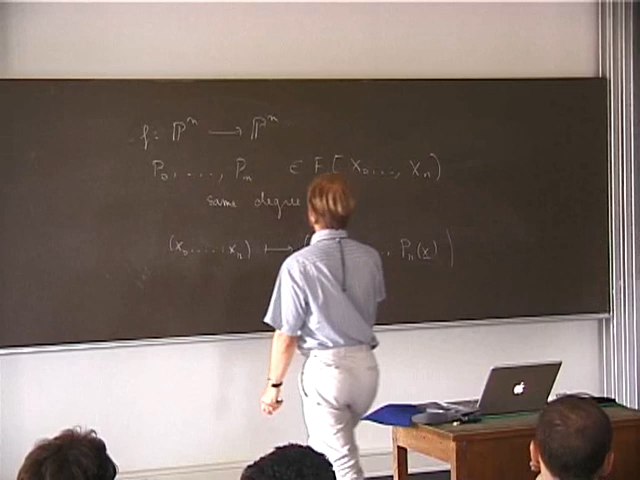 f: ℙⁿ → ℙⁿ
P₀, ...., Pₙ ∈ F[X₀,..., Xₙ]
same degree
(x₀, ....: xₙ) ↦ ( , Pₙ(x̲))